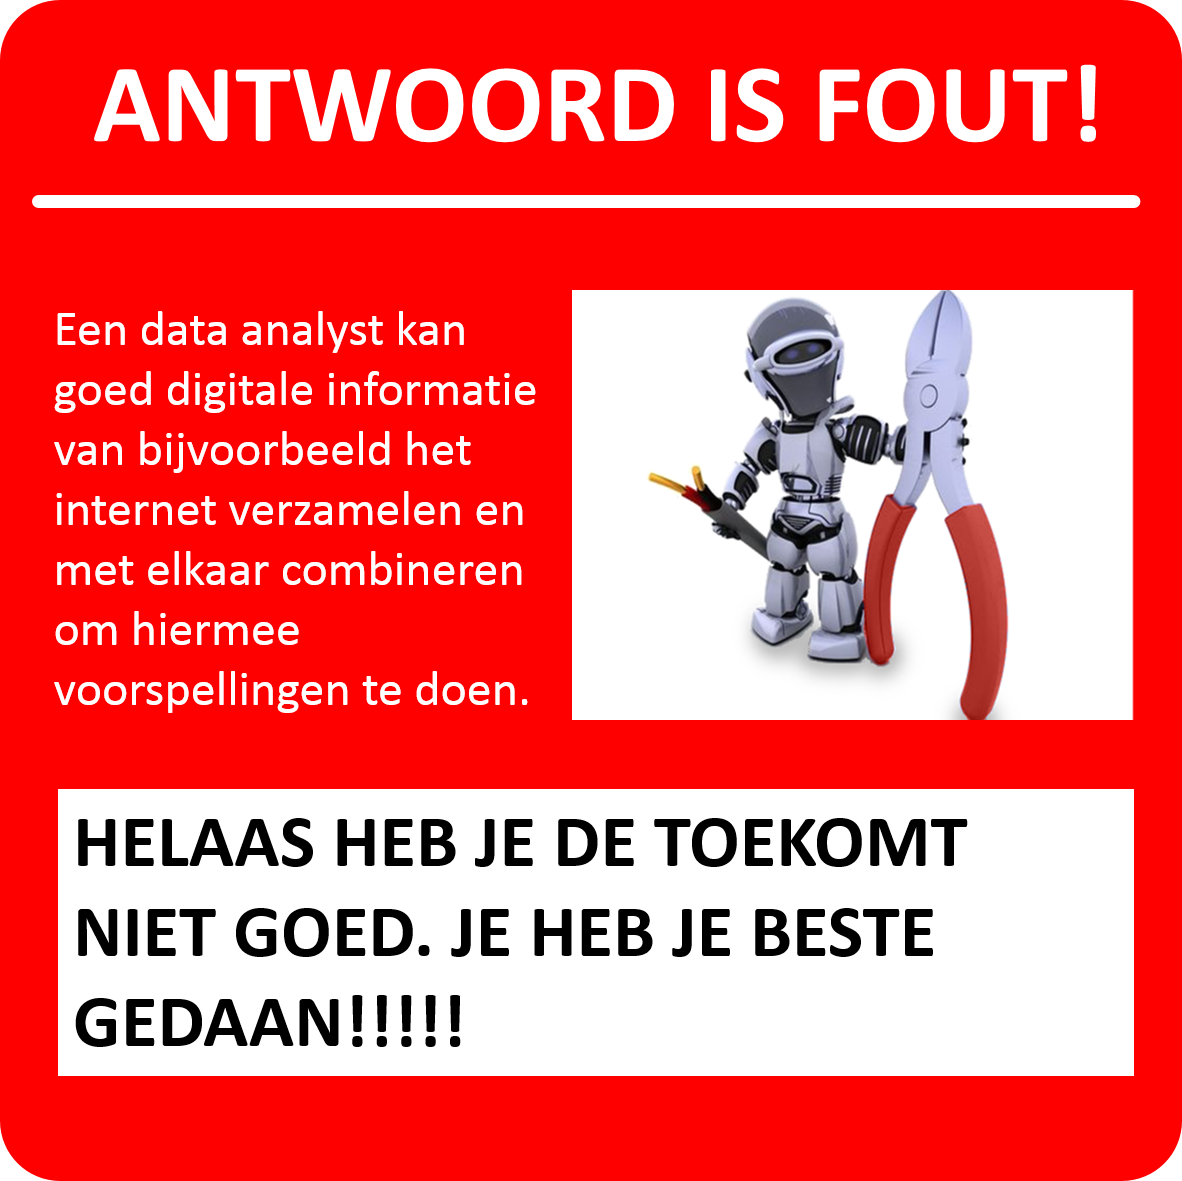 ANTWOORD IS FOUT!
Een data analyst kan
goed digitale informatie
van bijvoorbeeld het
internet verzamelen en
met elkaar combineren
om hiermee
voorspellingen te doen.
HELAAS HEB JE DE TOEKOMT
NIET GOED. JE HEB JE BESTE
GEDAAN!!!!!